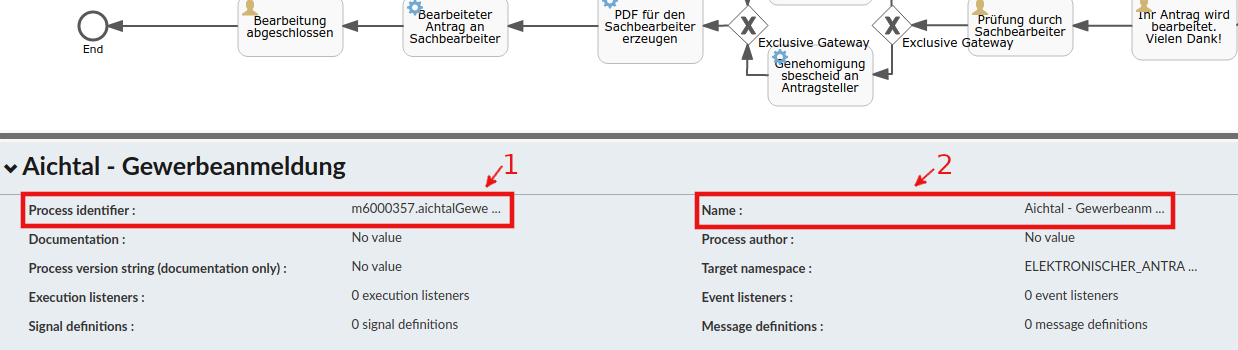 End
Bearbeitung
abgeschlossen
Bearbeiteter
Antrag an
Sachbearbeiter
PDF für den
Sachbearbeiter
erzeugen
X
Exclusive Gateway
Genehomigung
sbescheid an
Antragsteller
X
Exclusive Gateway
Prüfung durch
Sachbearbeiter
Ihr Antrag wird
bearbeitet.
Vielen Dank!
Aichtal - Gewerbeanmeldung
1
2
Process identifier : m6000357.aichtalGewe ...
Name : Aichtal - Gewerbeanm ...
Documentation : No value
Process author : No value
Process version string (documentation only) : No value
Target namespace : ELEKTRONISCHER_ANTRA ...
Execution listeners : 0 execution listeners
Event listeners : 0 event listeners
Signal definitions : 0 signal definitions
Message definitions : 0 message definitions